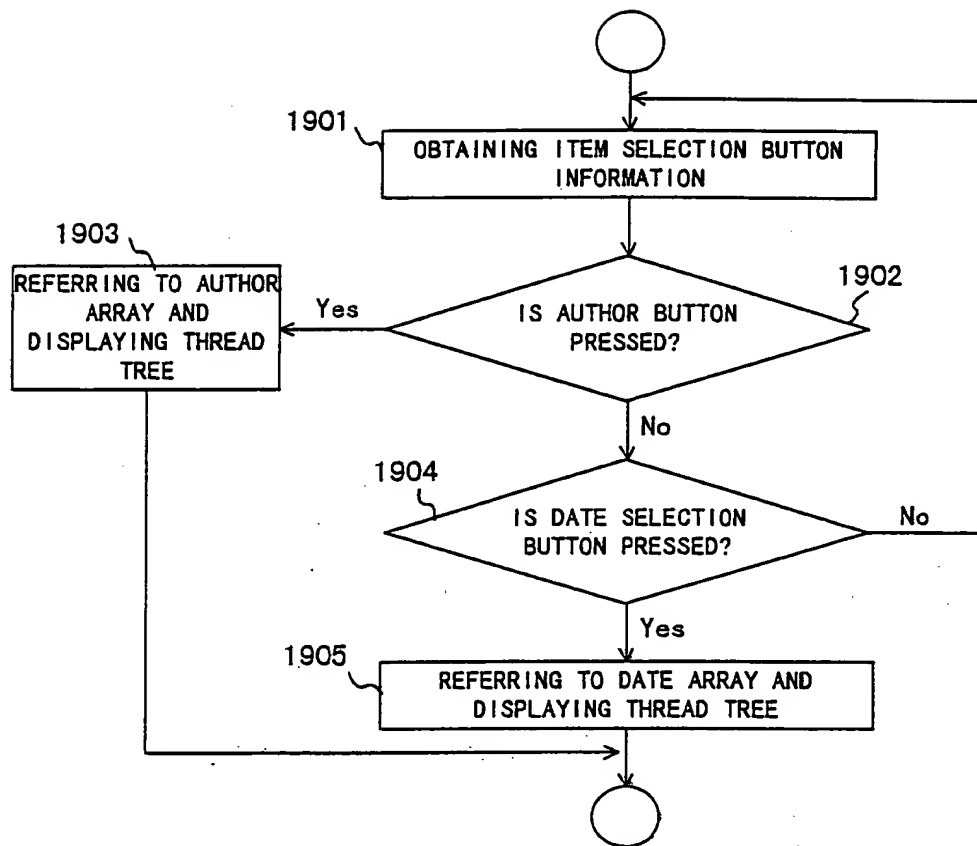 1901
OBTAINING ITEM SELECTION BUTTON
INFORMATION
1903
REFERRING TO AUTHOR
ARRAY AND
DISPLAYING THREAD
TREE
Yes
IS AUTHOR BUTTON
PRESSED?
1902
No
1904
IS DATE SELECTION
BUTTON PRESSED?
No
Yes
1905
REFERRING TO DATE ARRAY AND
DISPLAYING THREAD TREE